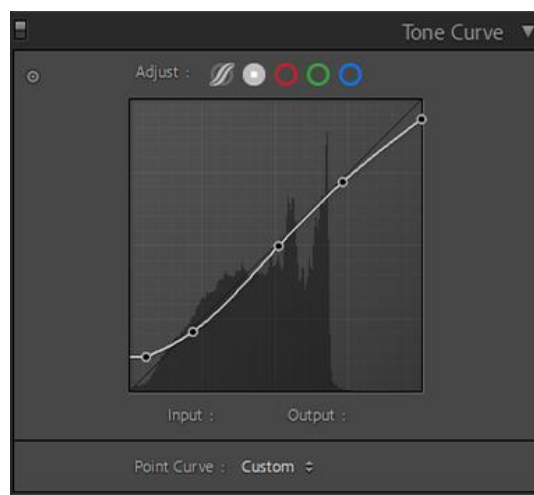 Tone Curve
Adjust :
Input : Output :
Point Curve : Custom